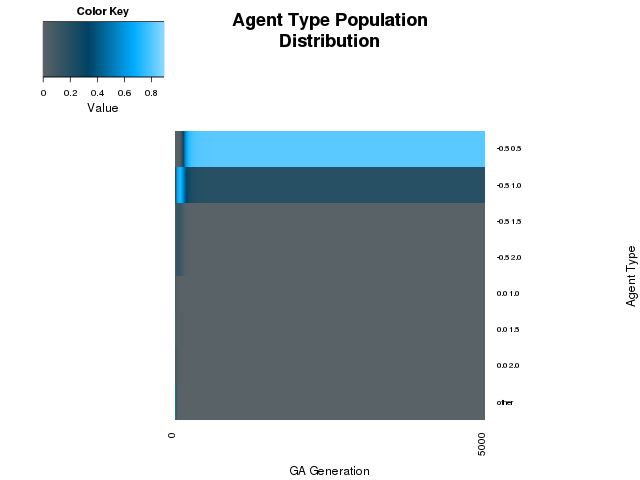 Color Key
0 0.2 0.4 0.6 0.8
Value
Agent Type Population
Distribution
-0.5 0.5
-0.5 1.0
-0.5 1.5
-0.5 2.0
0.0 1.0
0.0 1.5
0.0 2.0
other
Agent Type
0 5000
GA Generation